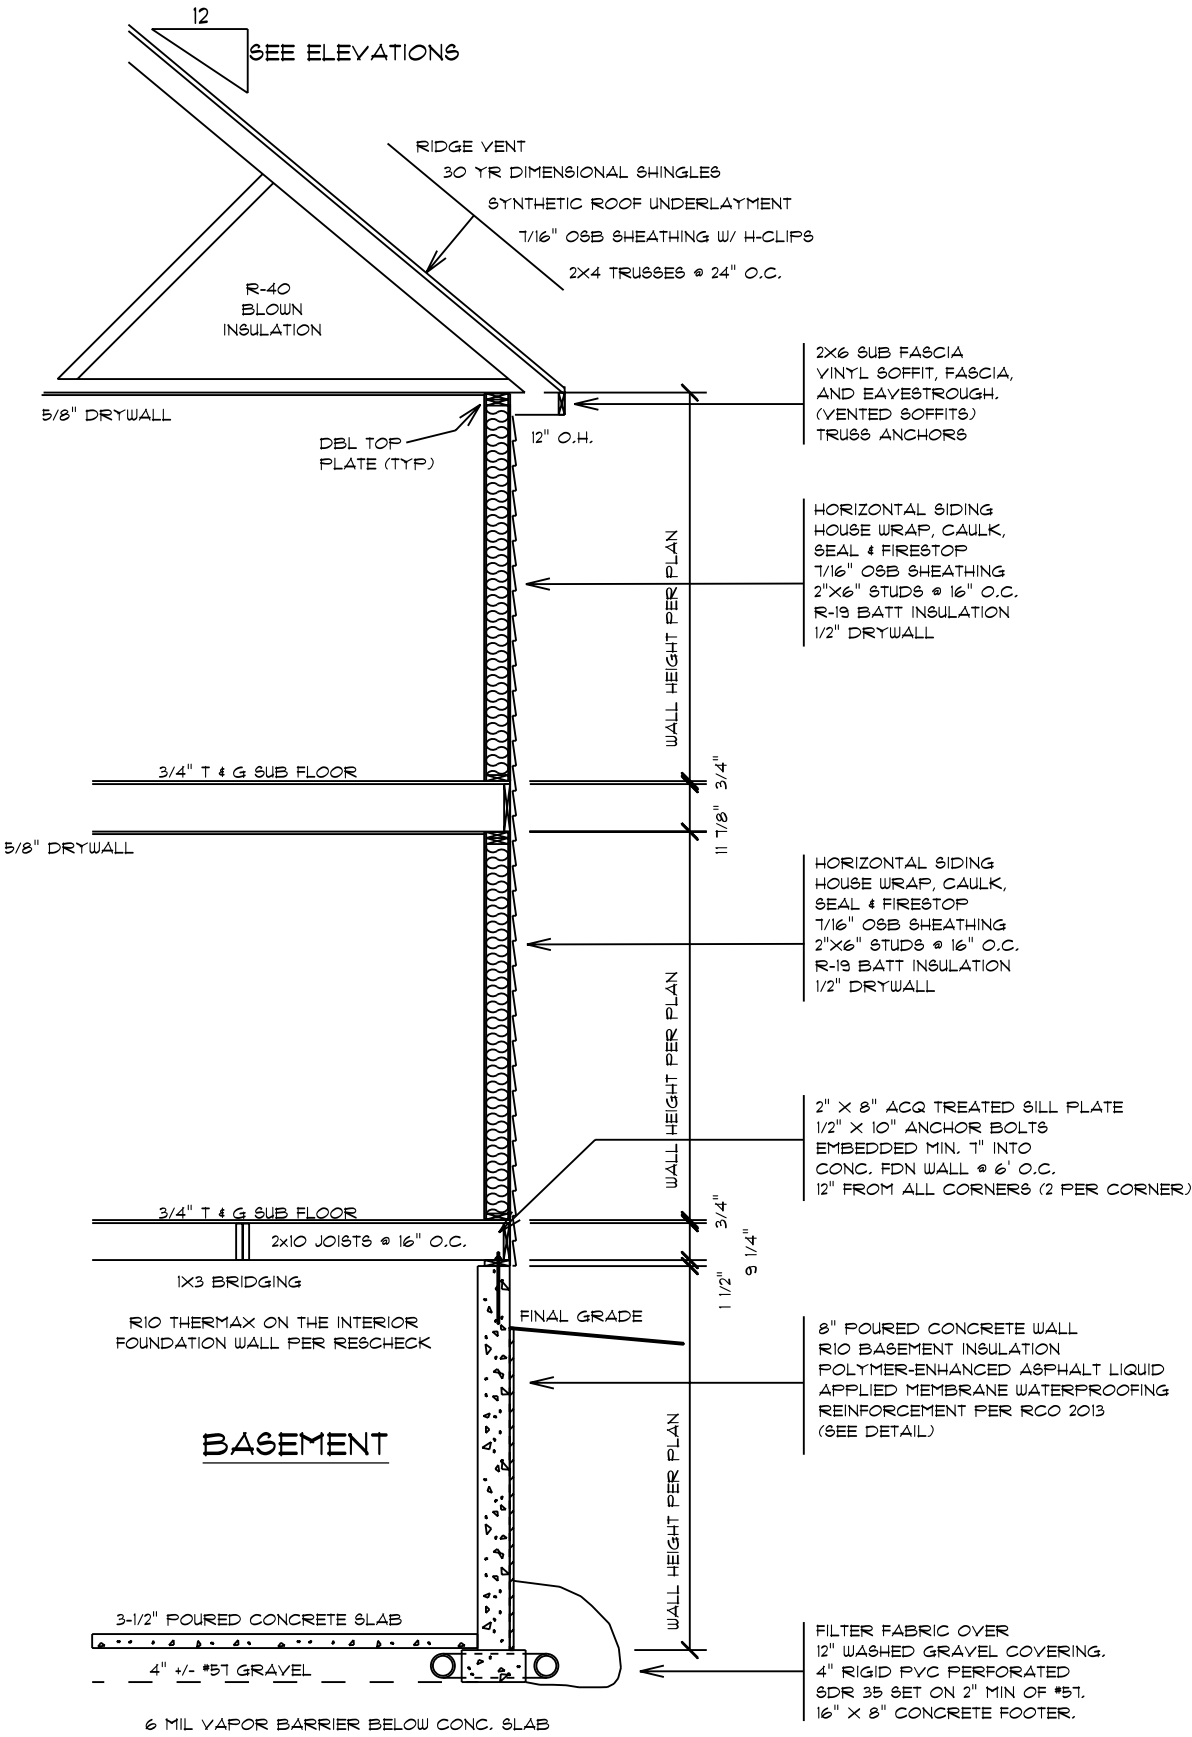 12
SEE ELEVATIONS
RIDGE VENT
30 YR DIMENSIONAL SHINGLES
SYNTHETIC ROOF UNDERLAYMENT
7/16" OSB SHEATHING W/ H-CLIPS
2X4 TRUSSES @ 24" O.C.
R-40
BLOWN
INSULATION
5/8" DRYWALL
DBL TOP
PLATE (TYP.)
12" O.H.
2X6 SUB FASCIA
VINYL SOFFIT, FASCIA,
AND EAVESTROUGH.
(VENTED SOFFITS)
TRUSS ANCHORS
HORIZONTAL SIDING
HOUSE WRAP, CAULK,
SEAL & FIRESTOP
7/16" OSB SHEATHING
2"X6" STUDS @ 16" O.C.
R-19 BATT INSULATION
1/2" DRYWALL
WALL HEIGHT PER PLAN
3/4" T & G SUB FLOOR
3/4"
11 7/8"
5/8" DRYWALL
HORIZONTAL SIDING
HOUSE WRAP, CAULK,
SEAL & FIRESTOP
7/16" OSB SHEATHING
2"X6" STUDS @ 16" O.C.
R-19 BATT INSULATION
1/2" DRYWALL
WALL HEIGHT PER PLAN
2" X 8" ACQ TREATED SILL PLATE
1/2" X 10" ANCHOR BOLTS
EMBEDDED MIN. 7" INTO
CONC. FDN WALL @ 6' O.C.
12" FROM ALL CORNERS (2 PER CORNER)
3/4" T & G SUB FLOOR
2x10 JOISTS @ 16" O.C.
3/4"
9 1/4"
1 1/2"
1X3 BRIDGING
R10 THERMAX ON THE INTERIOR
FOUNDATION WALL PER RESCHECK
FINAL GRADE
8" POURED CONCRETE WALL
R10 BASEMENT INSULATION
POLYMER-ENHANCED ASPHALT LIQUID
APPLIED MEMBRANE WATERPROOFING
REINFORCEMENT PER RCO 2013
(SEE DETAIL)
BASEMENT
WALL HEIGHT PER PLAN
3-1/2" POURED CONCRETE SLAB
4" +/- #57 GRAVEL
6 MIL VAPOR BARRIER BELOW CONC. SLAB
FILTER FABRIC OVER
12" WASHED GRAVEL COVERING.
4" RIGID PVC PERFORATED
SDR 35 SET ON 2" MIN OF #57.
16" X 8" CONCRETE FOOTER.